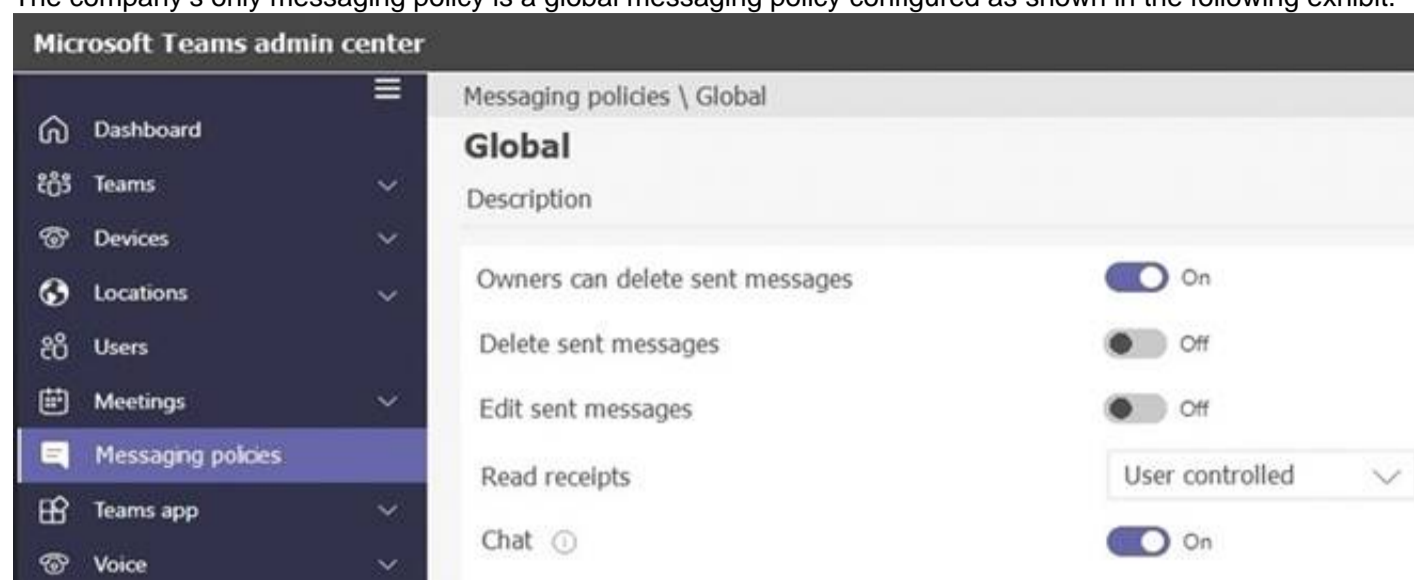 The company's only messaging policy is a global messaging policy configured as shown in the following exhibit.
Microsoft Teams admin center
Messaging policies \ Global
Dashboard
Global
Teams
Description
Devices
Owners can delete sent messages On
Locations
Delete sent messages Off
Users
Meetings
Edit sent messages Off
Messaging policies
Read receipts User controlled
Teams app
Chat On
Voice